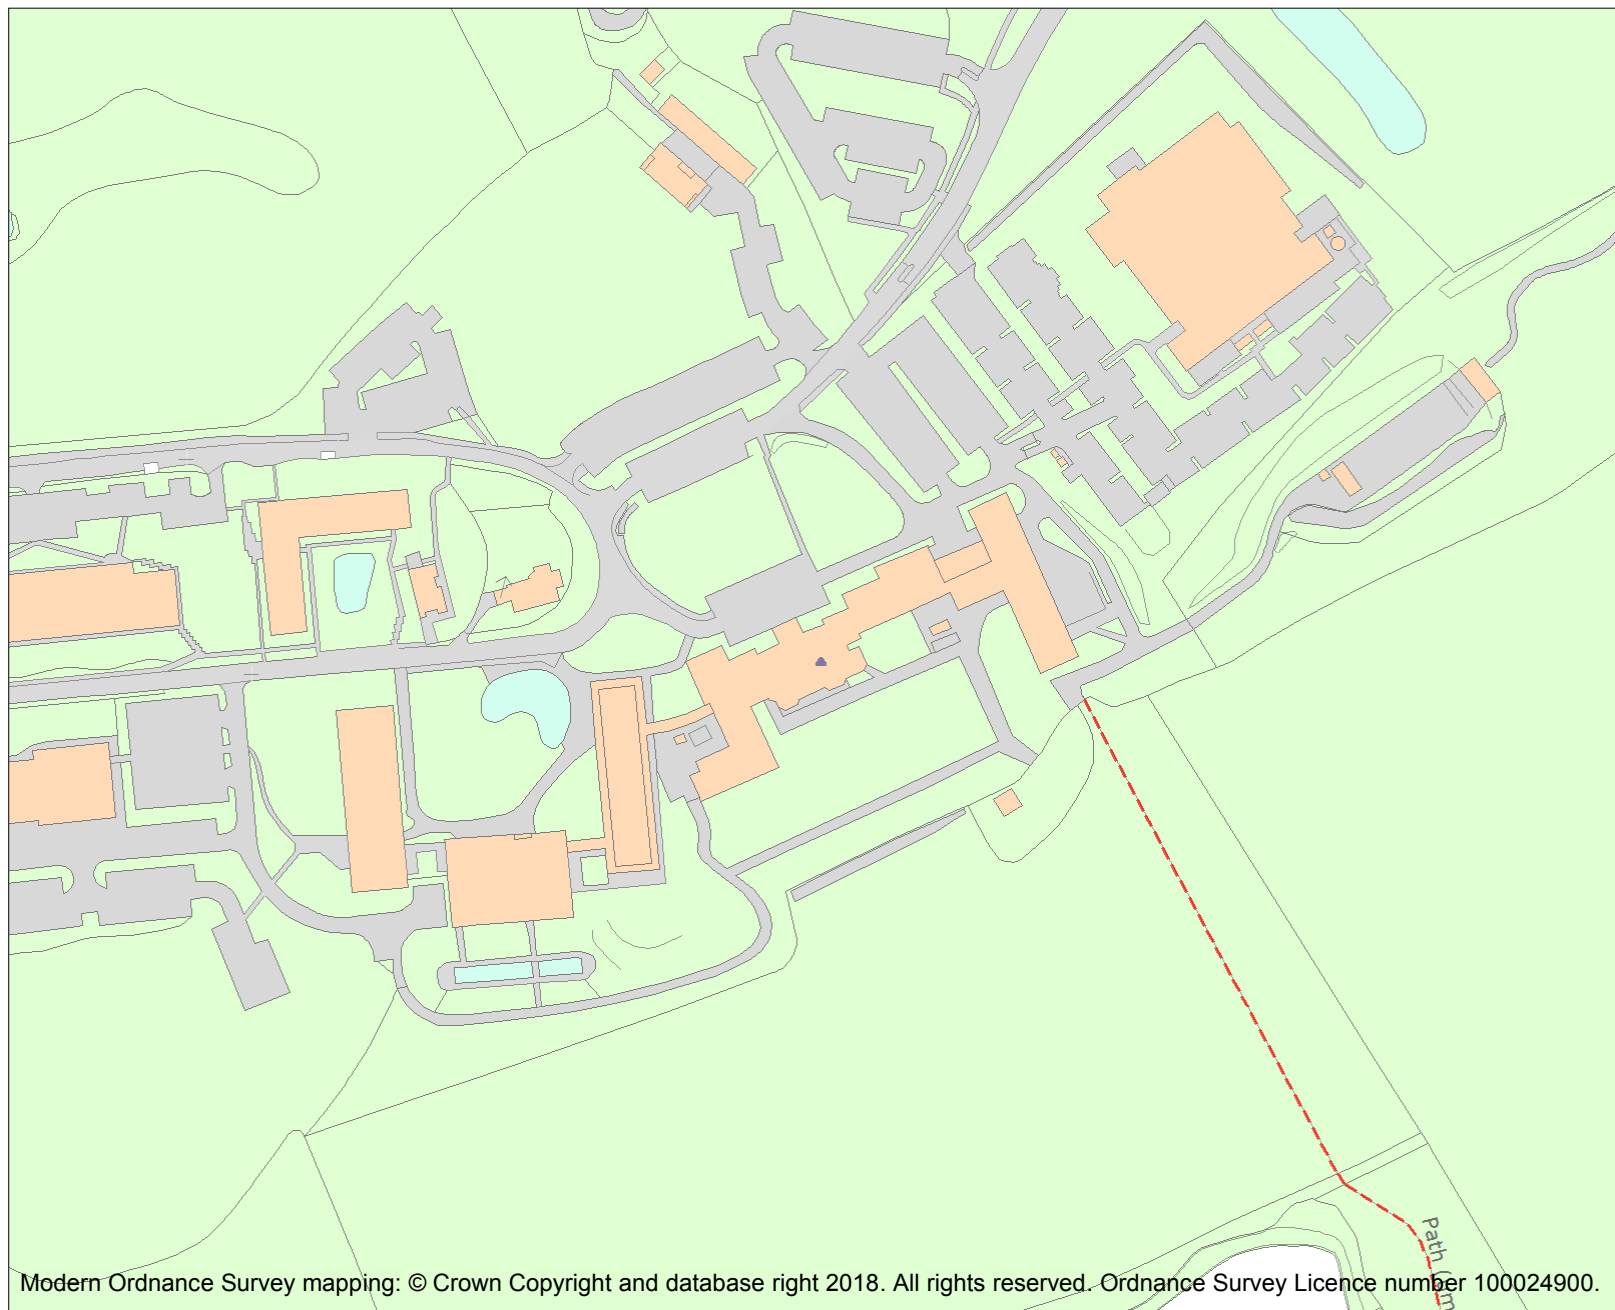 Path (um
Modern Ordnance Survey mapping: © Crown Copyright and database right 2018. All rights reserved. Ordnance Survey Licence number 100024900.